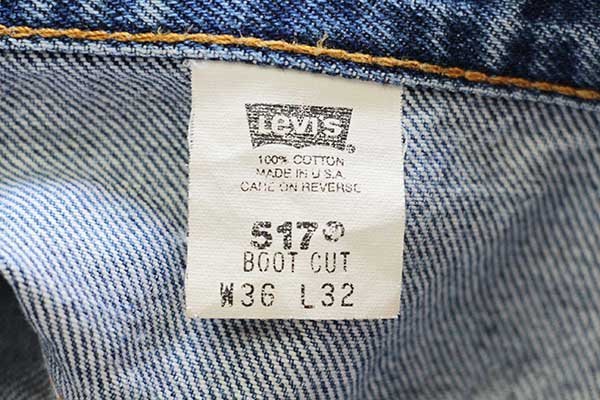 Levi's
100% COTTON
MADE IN U.S.A.
CARE ON REVERSE
517
BOOT CUT
W36 L32